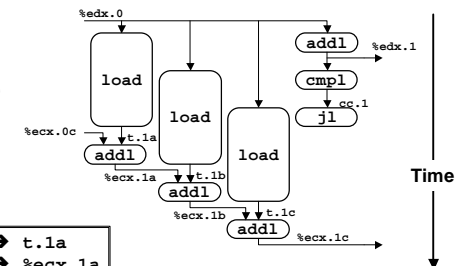 %edx.0
addl
%edx.1
load
cmpl
load
cc.1
jl
%ecx.0c
t.1a
load
addl
Time
%ecx.1a
t.1b
addl
%ecx.1b
t.1c
addl
%ecx.1c
t.1a
%ecx.1a